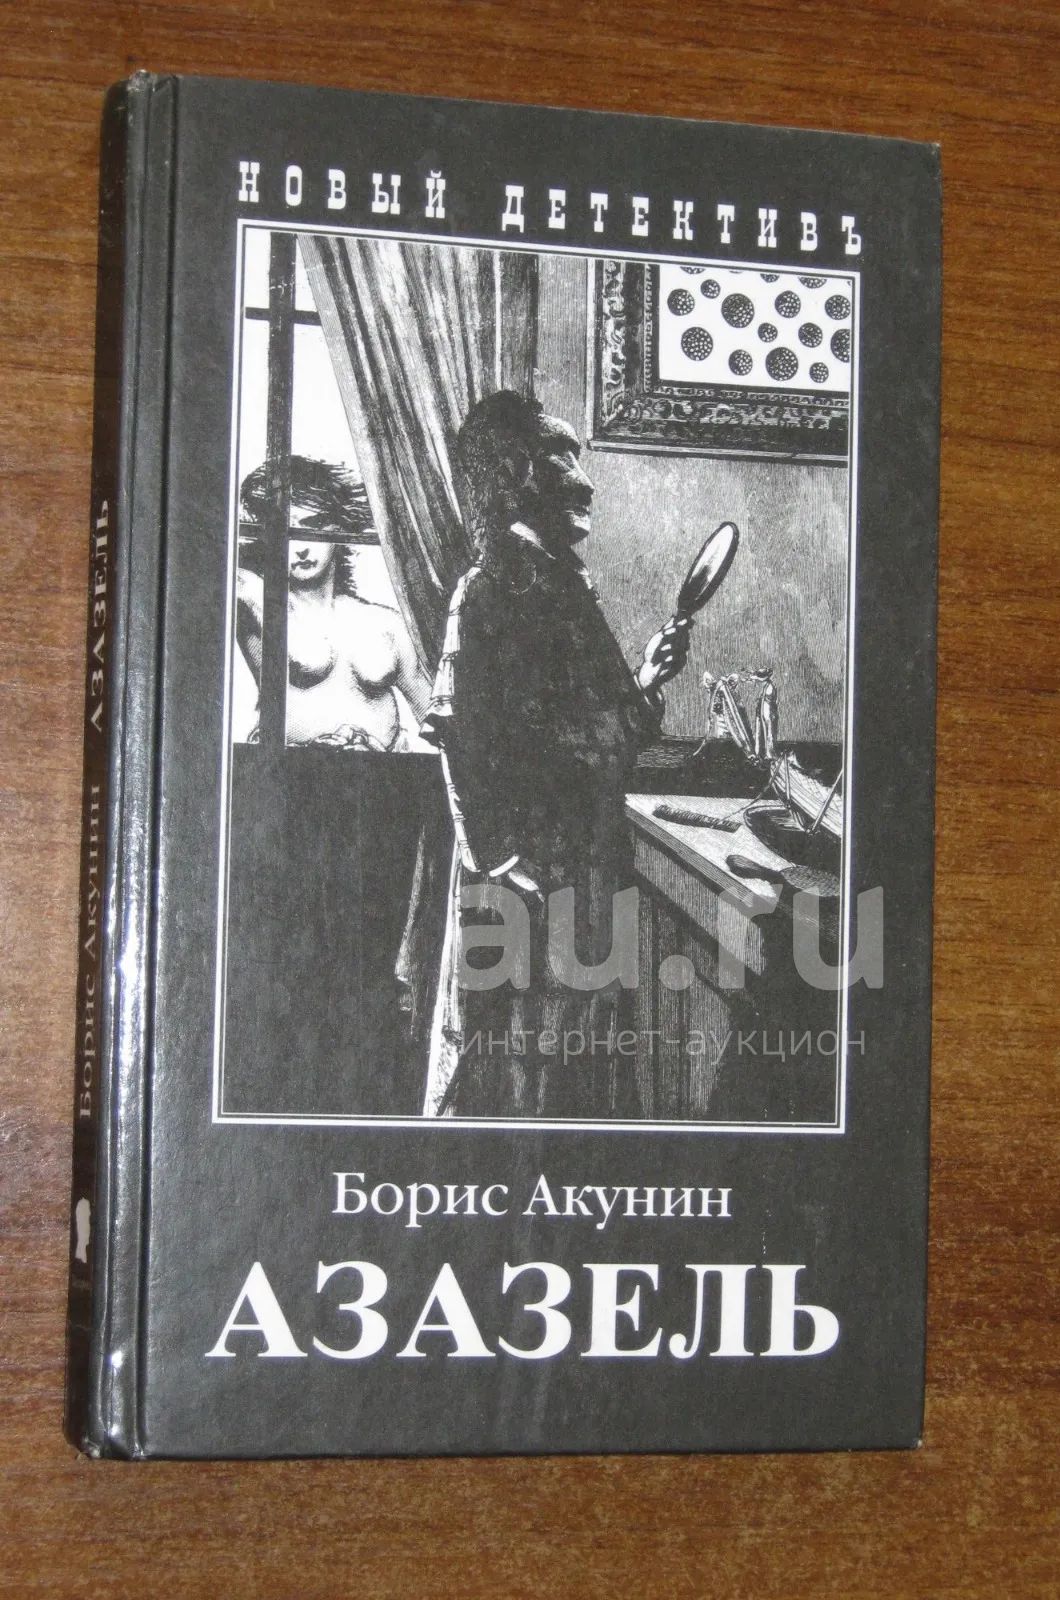 НОВЫЙ ДЕТЕКТИВЪ
au.ru
интернет-аукцион
Борис Акунин
АЗАЗЕЛЬ
Борис Акунин АЗАЗЕЛЬ